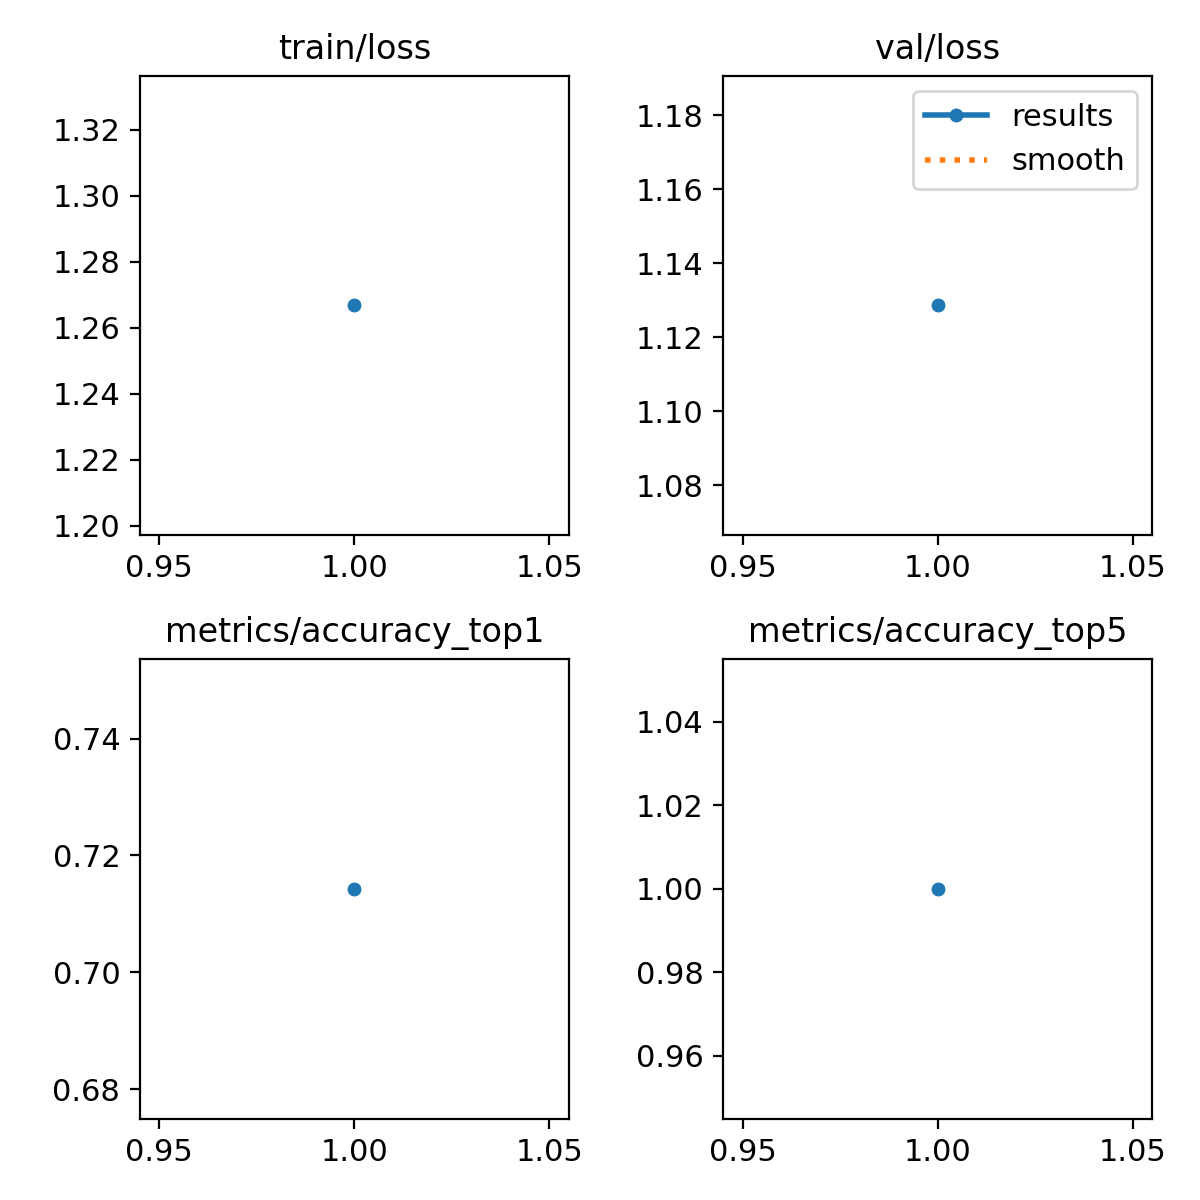 train/loss
1.32
1.30
1.28
1.26
1.24
1.22
1.20
0.95 1.00 1.05
val/loss
results
smooth
1.18
1.16
1.14
1.12
1.10
1.08
0.95 1.00 1.05
metrics/accuracy_top1
0.74
0.72
0.70
0.68
0.95 1.00 1.05
metrics/accuracy_top5
1.04
1.02
1.00
0.98
0.96
0.95 1.00 1.05